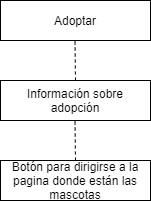 Adoptar
Información sobre
adopción
Botón para dirigirse a la
pagina donde están las
mascotas